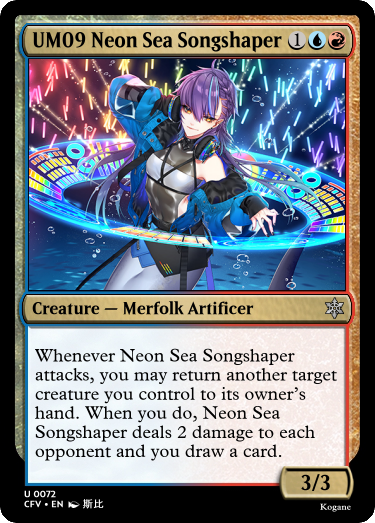 UM09 Neon Sea Songshaper 1
Creature — Merfolk Artificer
Whenever Neon Sea Songshaper
attacks, you may return another target
creature you control to its owner's
hand. When you do, Neon Sea
Songshaper deals 2 damage to each
opponent and you draw a card.
3/3
U 0072
CFV • EN 斯比
Kogane